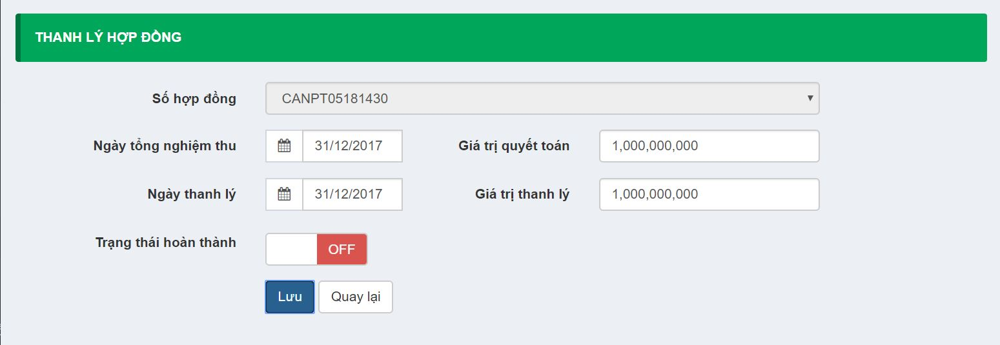 THANH LÝ HỢP ĐỒNG
Số hợp đồng CANPT05181430
Ngày tổng nghiệm thu 31/12/2017 Giá trị quyết toán 1,000,000,000
Ngày thanh lý 31/12/2017 Giá trị thanh lý 1,000,000,000
Trạng thái hoàn thành OFF
Lưu Quay lại